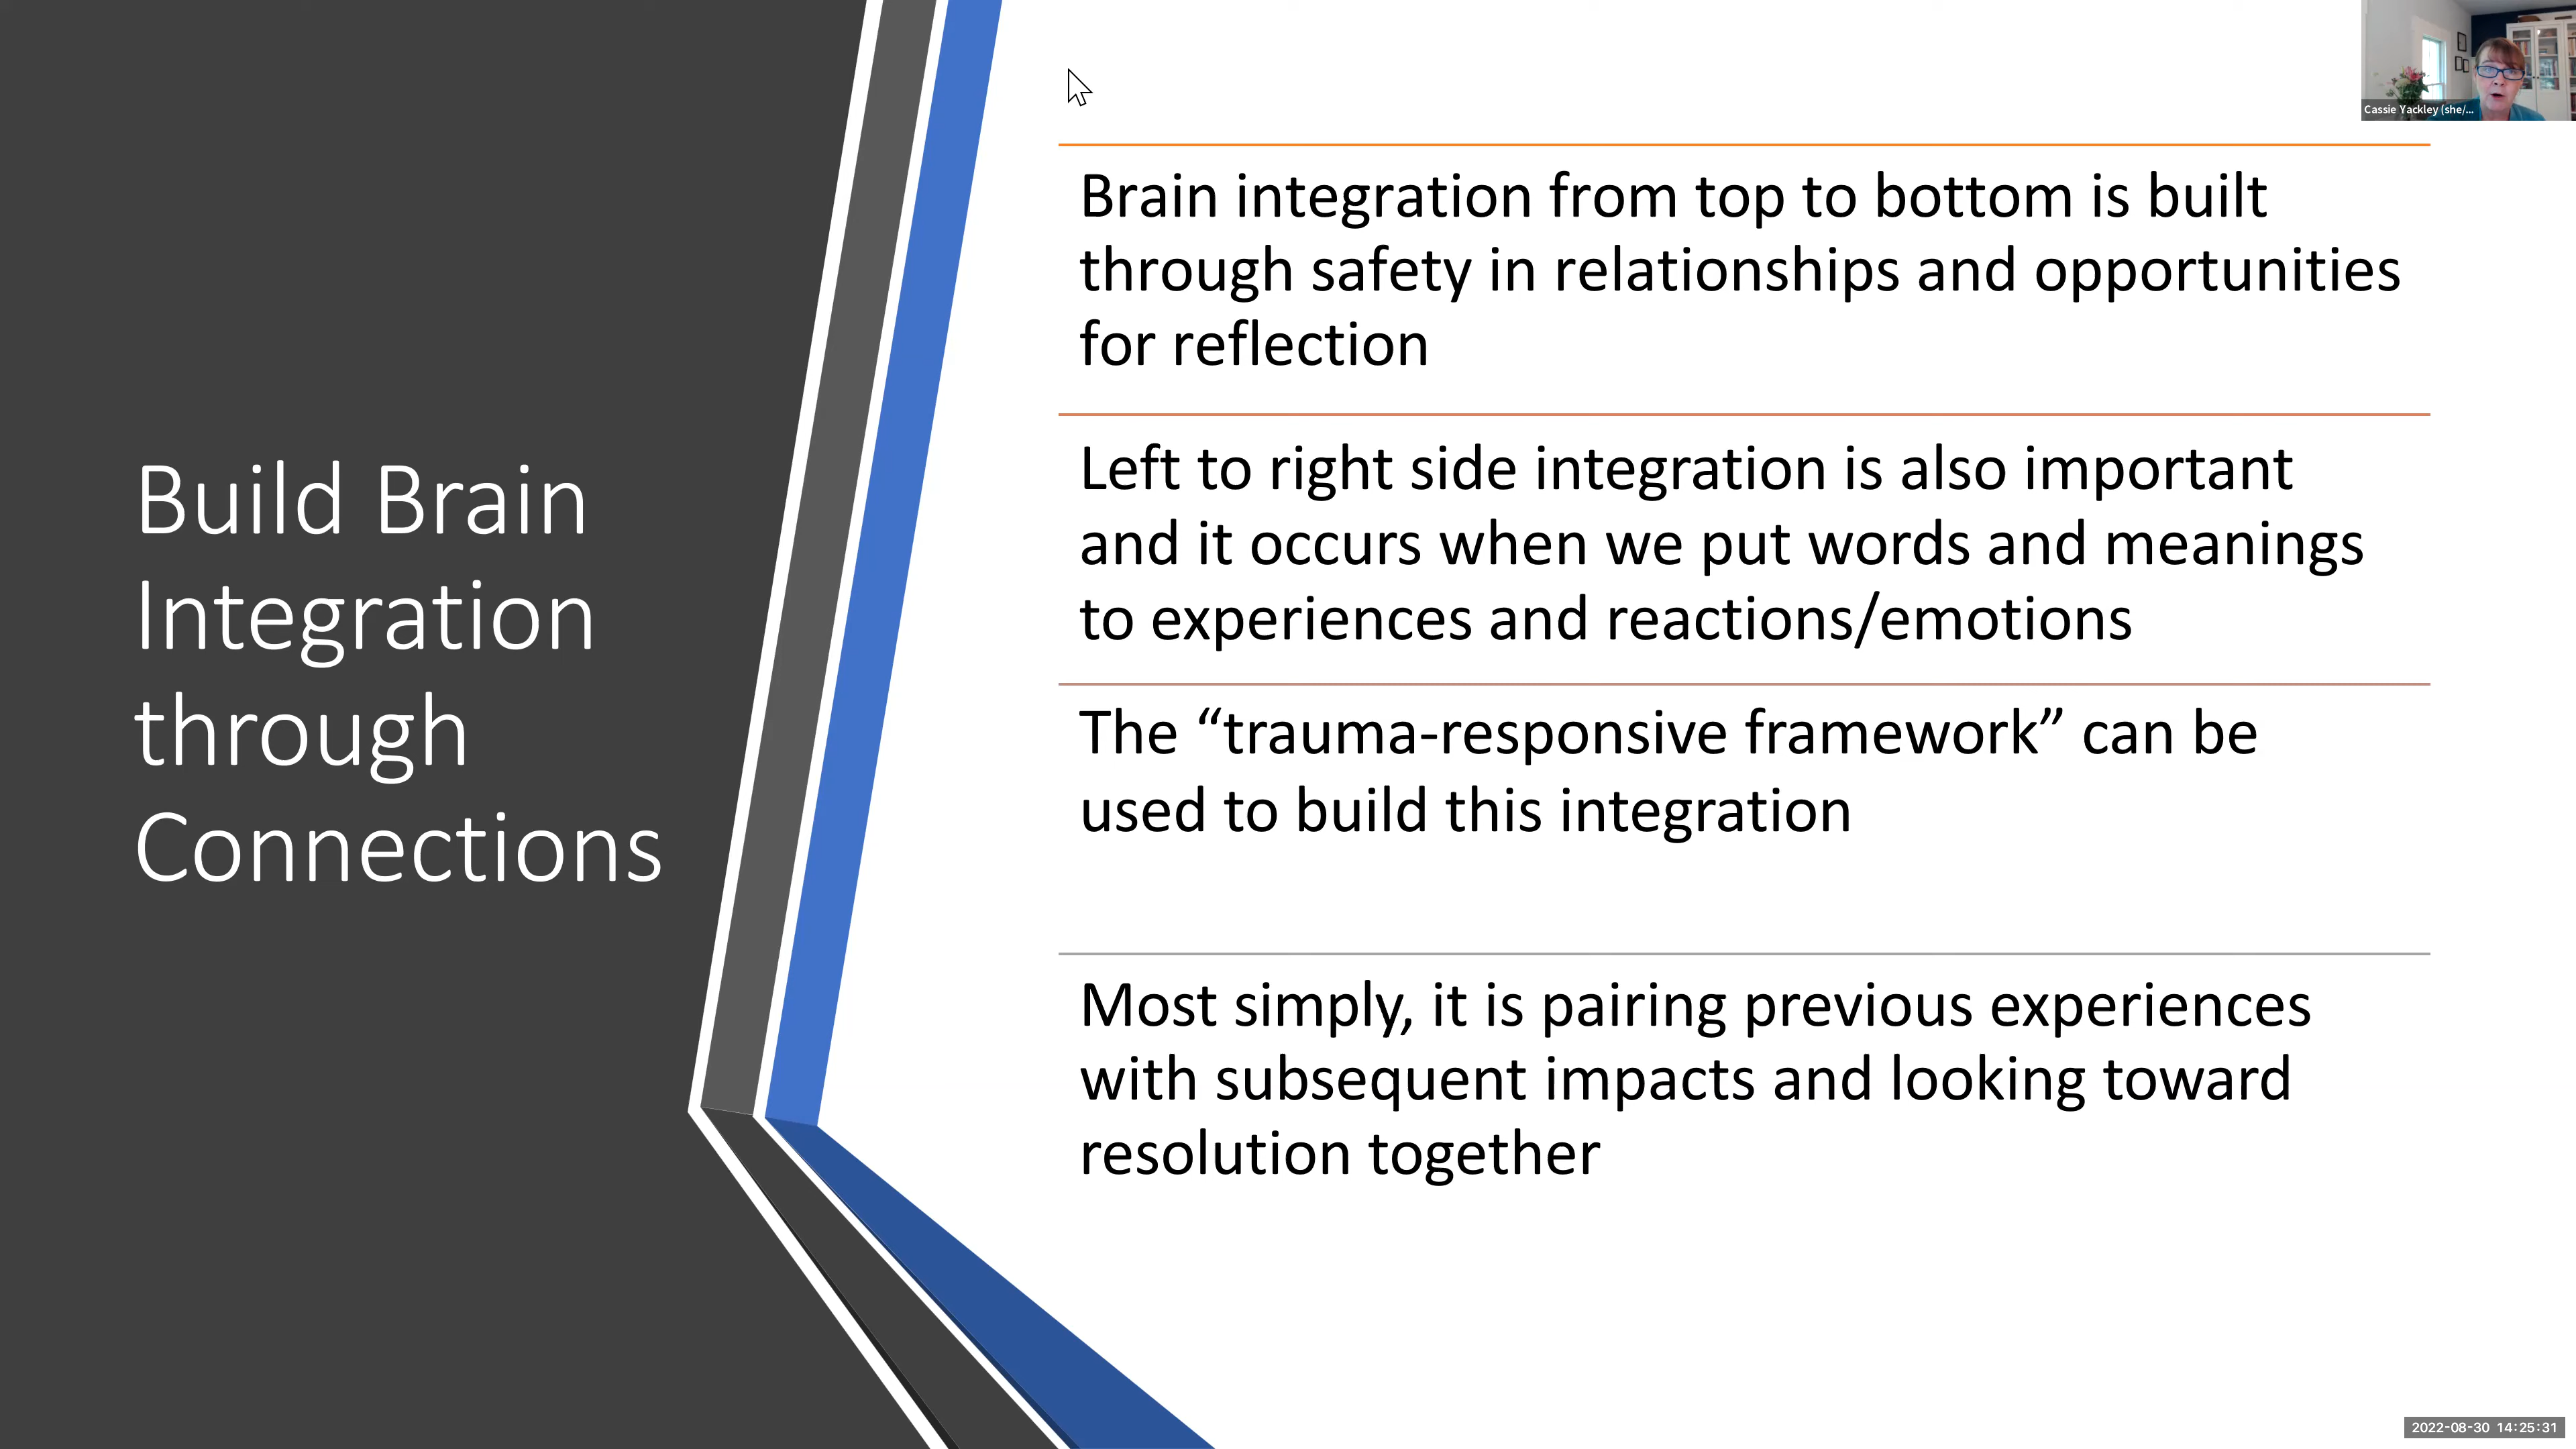 Build Brain
Integration
through
Connections
Cassie Yackley (she/...
Brain integration from top to bottom is built
through safety in relationships and opportunities
for reflection
Left to right side integration is also important
and it occurs when we put words and meanings
to experiences and reactions/emotions
The “trauma-responsive framework” can be
used to build this integration
Most simply, it is pairing previous experiences
with subsequent impacts and looking toward
resolution together
2022-08-30 14:25:31